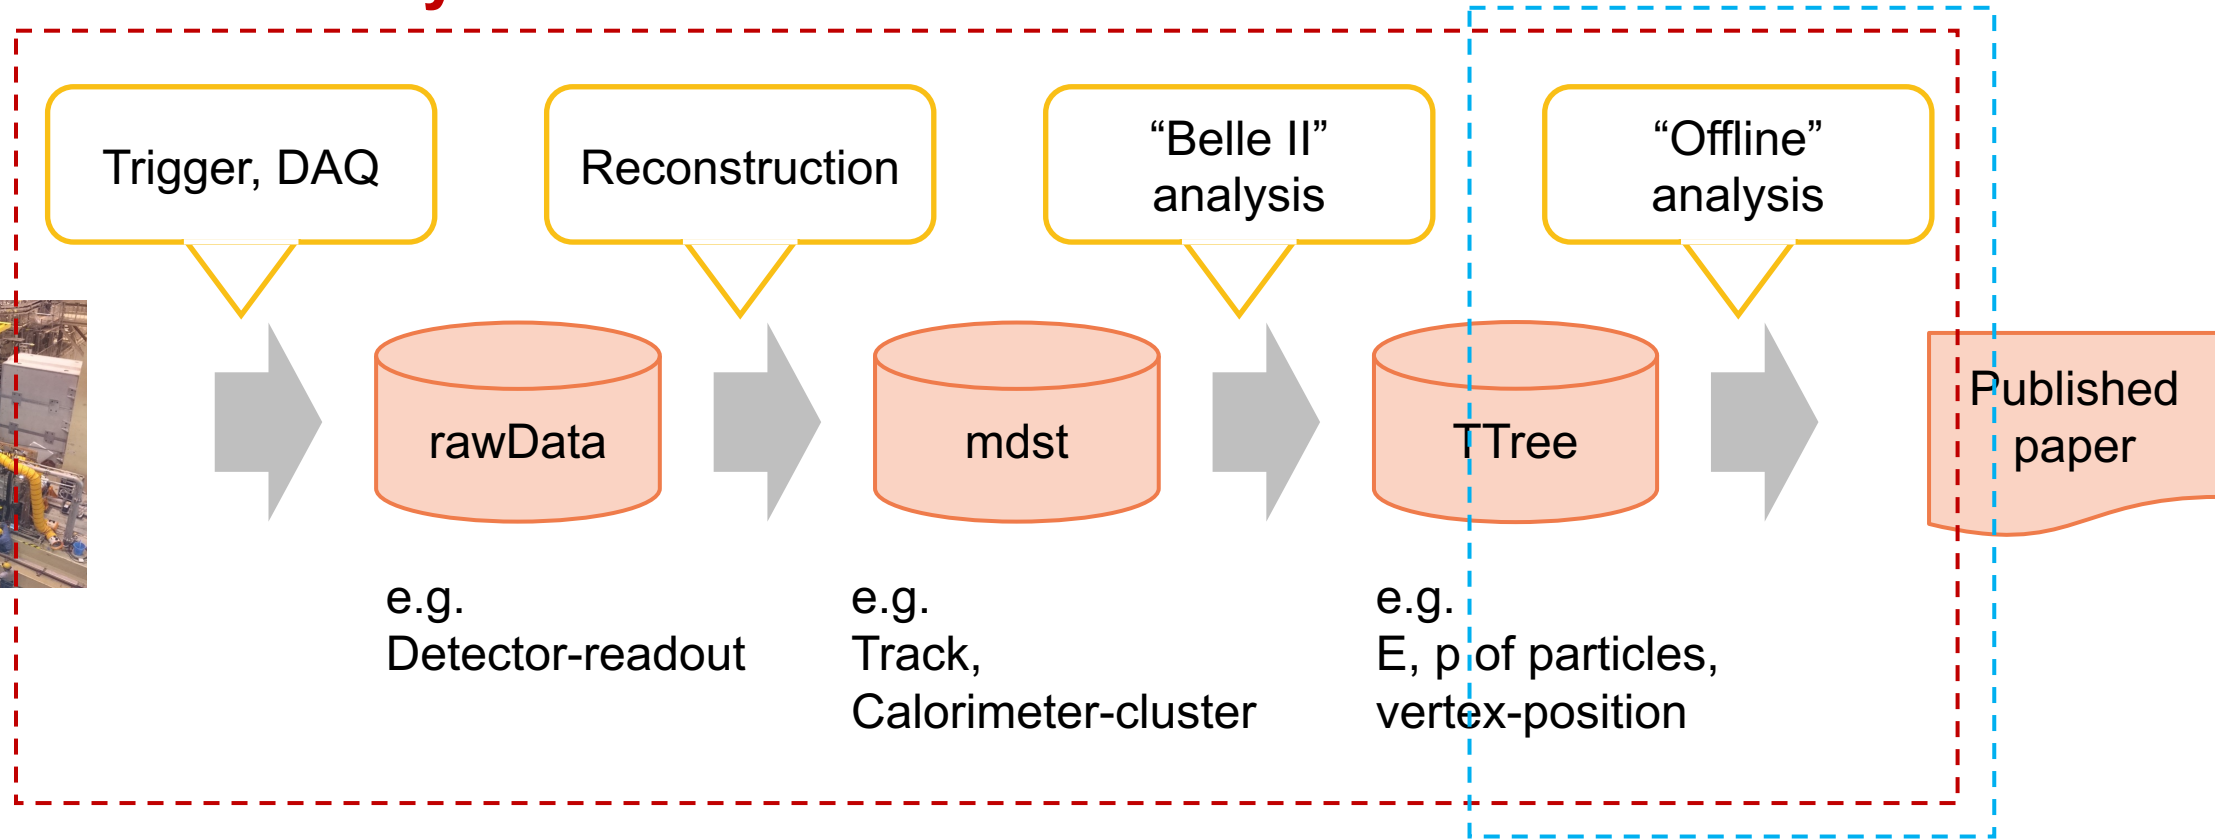 Trigger, DAQ
Reconstruction
“Belle II”
analysis
“Offline”
analysis
rawData
mdst
TTree
Published
paper
e.g.
Detector-readout
e.g.
Track,
Calorimeter-cluster
e.g.
E, p of particles,
vertex-position